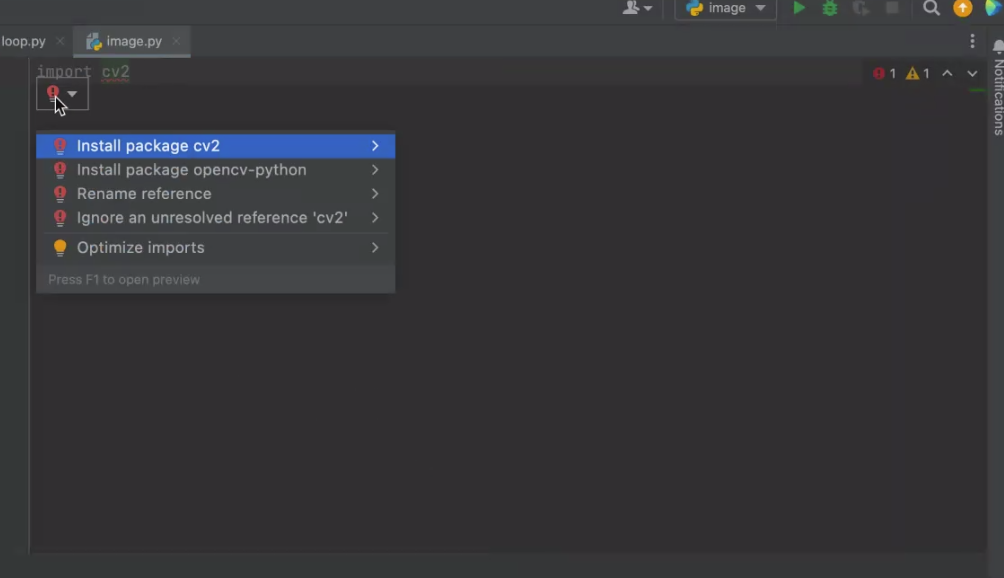 image
loop.py
image.py
import cv2
1
1
Notifications
Install package cv2
Install package opencv-python
Rename reference
Ignore an unresolved reference 'cv2'
Optimize imports
Press F1 to open preview